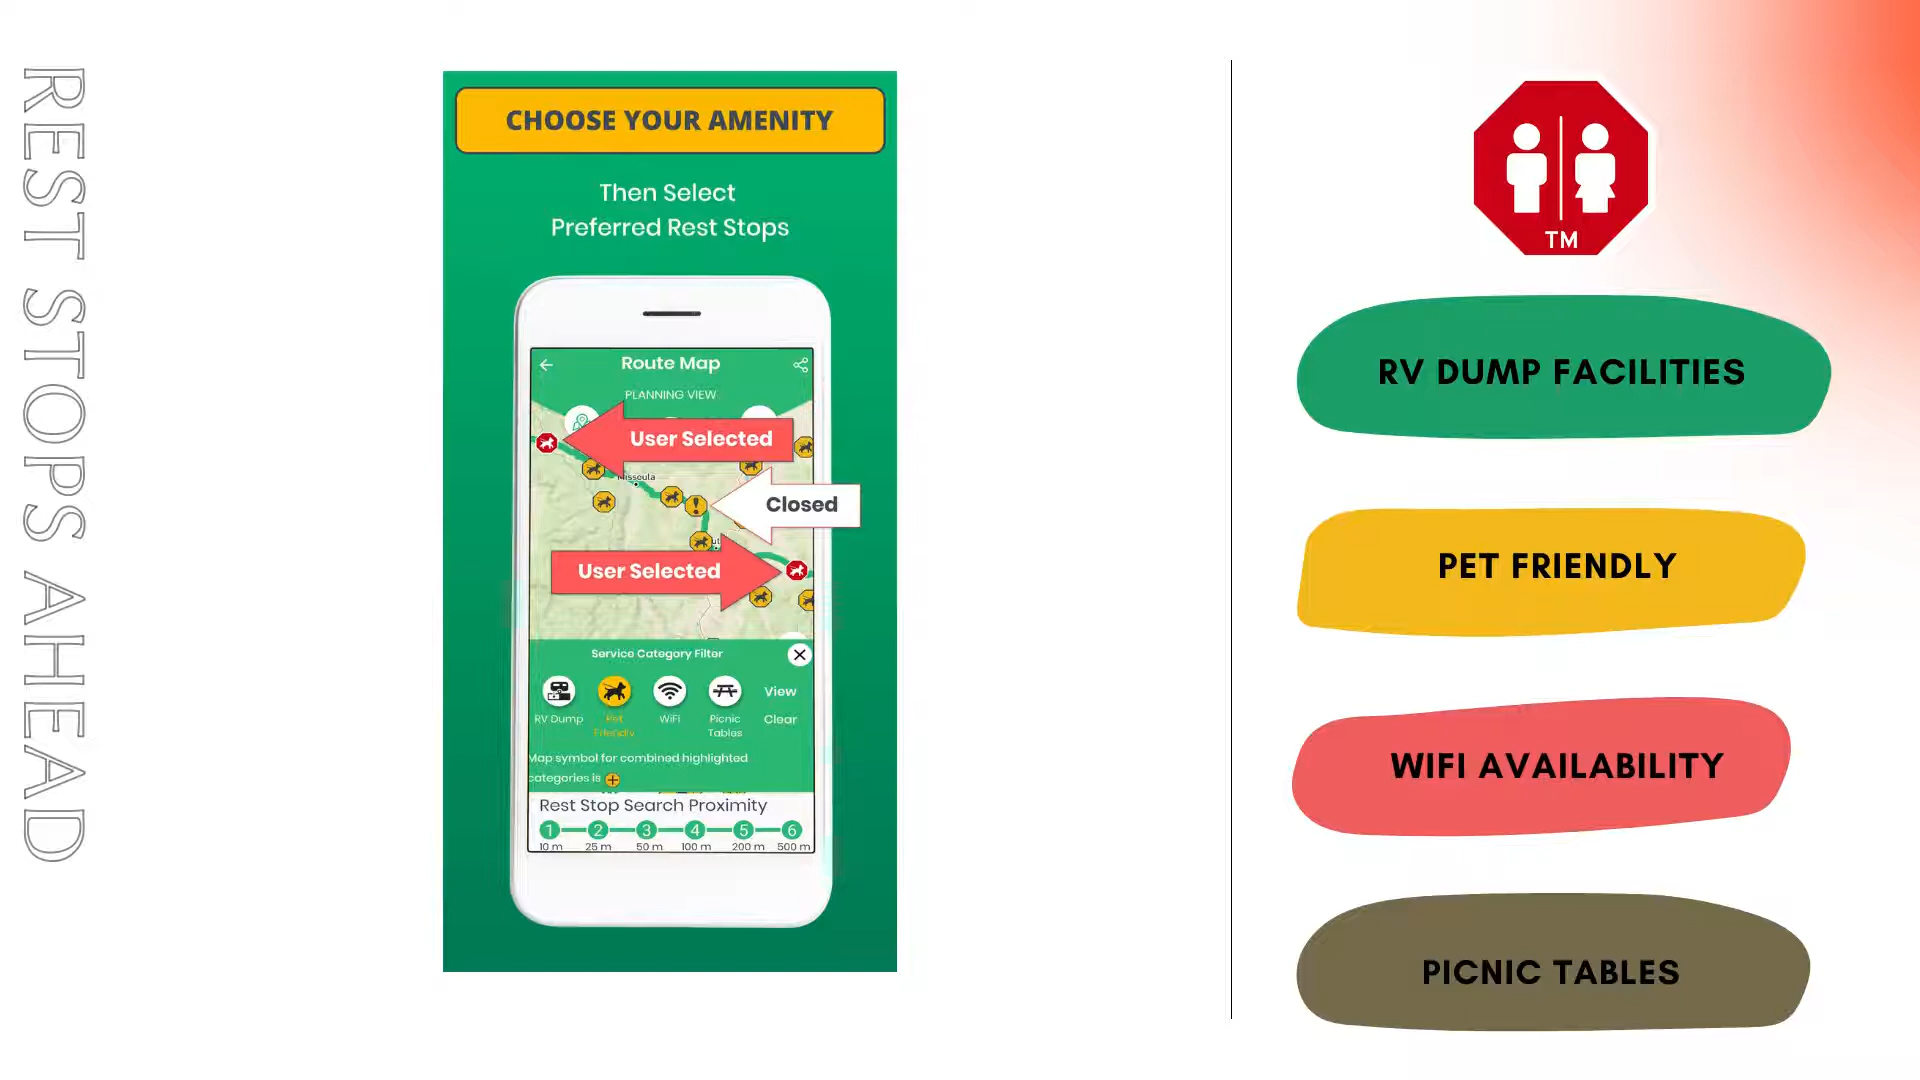 REST STOPS AHEAD
CHOOSE YOUR AMENITY
Then Select
Preferred Rest Stops
Route Map
PLANNING VIEW
User Selected
Missoula
Closed
User Selected
Service Category Filter
RV Dump
Pet
Friendly
WiFi
Picnic
Tables
View
Clear
Map symbol for combined highlighted
categories is
Rest Stop Search Proximity
1 2 3 4 5 6
10 m 25 m 50 m 100 m 200 m 500 m
TM
RV DUMP FACILITIES
PET FRIENDLY
WIFI AVAILABILITY
PICNIC TABLES